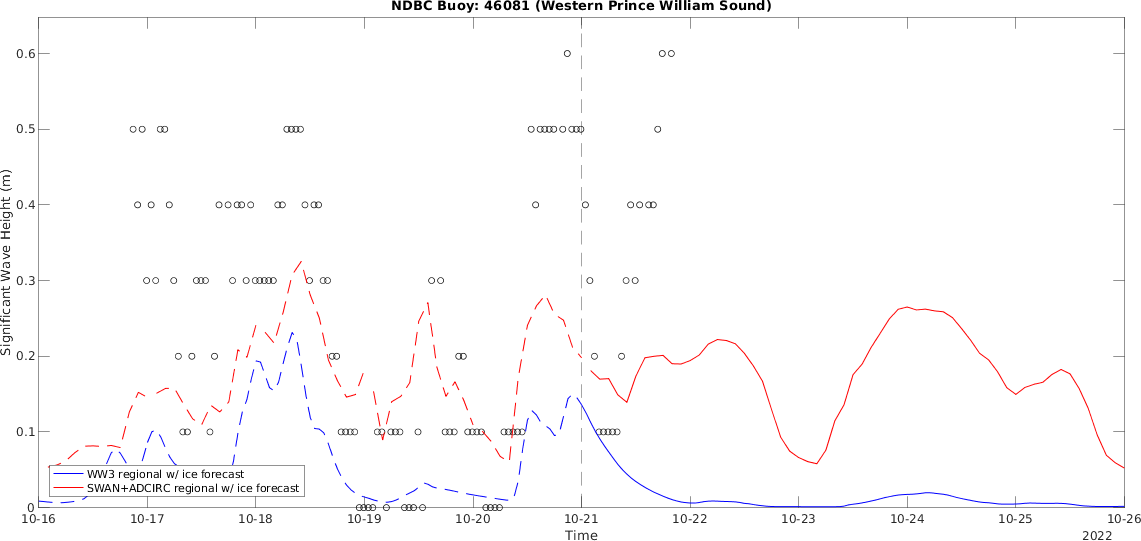 NDBC Buoy: 46081 (Western Prince William Sound)
Significant Wave Height (m)
0.6
0.5
0.4
0.3
0.2
0.1
0
WW3 regional w/ ice forecast
SWAN+ADCIRC regional w/ ice forecast
10-16 10-17 10-18 10-19 10-20 10-21 10-22 10-23 10-24 10-25 10-26
Time
2022